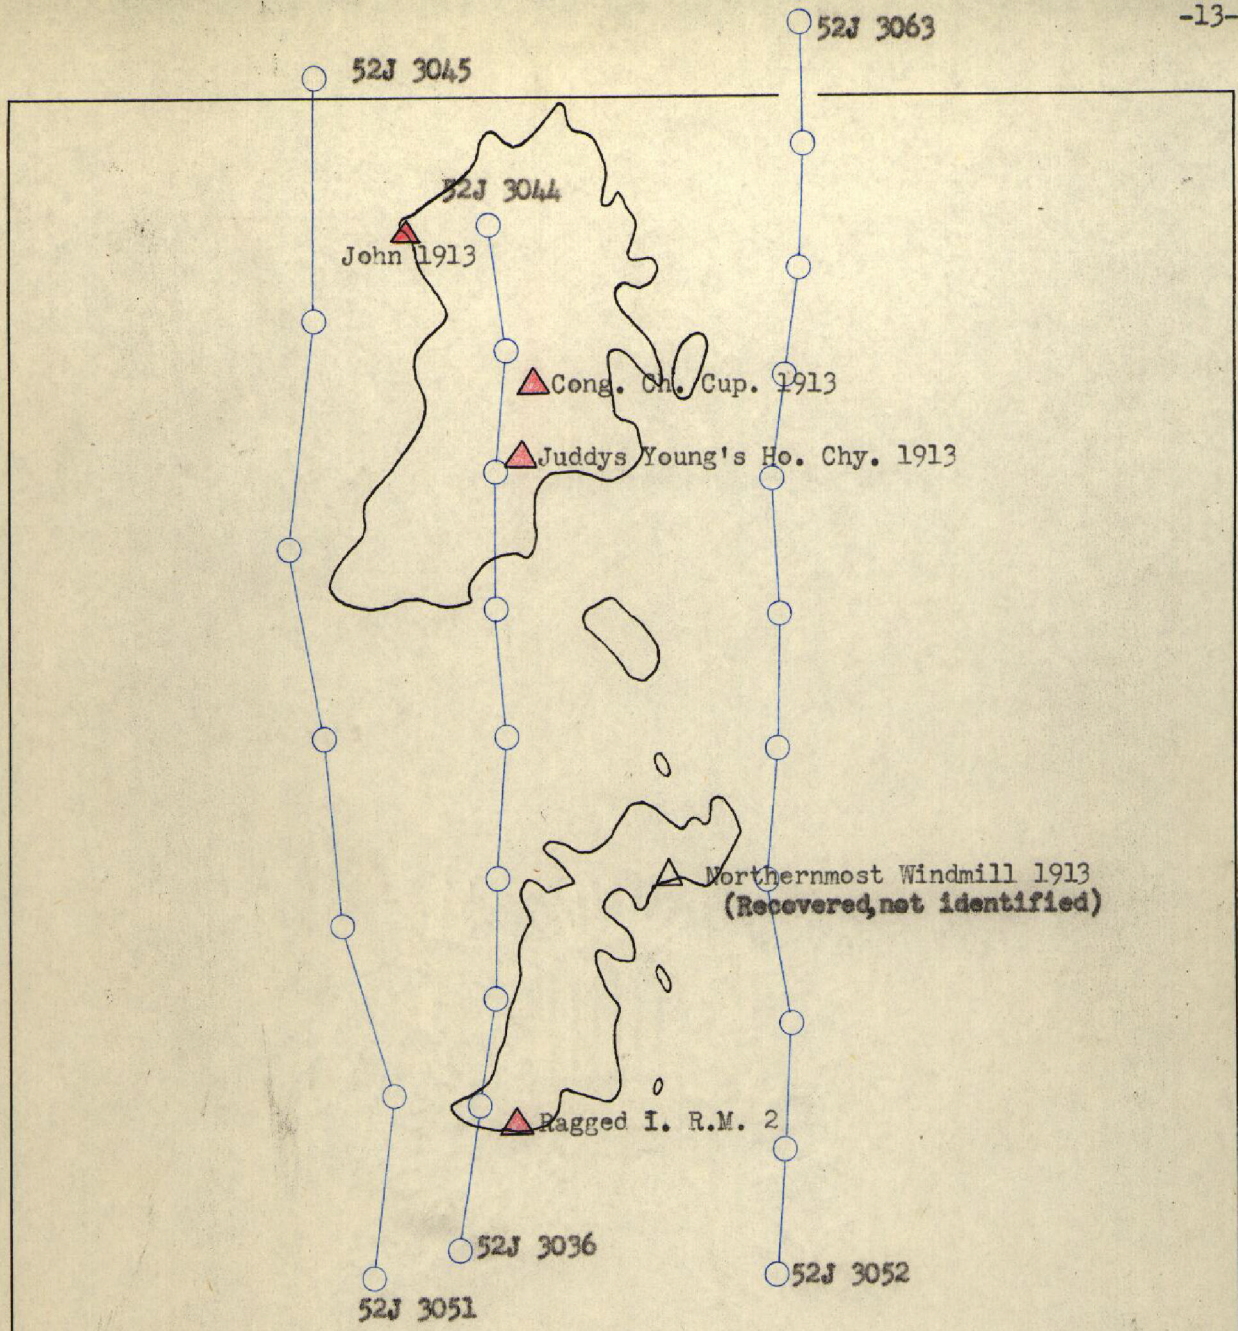 -13-
52J 3063
52J 3045
52J 3044
John 1913
Cong. Ch. Cup. 1913
Juddys Young's Ho. Chy. 1913
Northernmost Windmill 1913
(Recovered,not identified)
Ragged I. R.M. 2
52J 3036
52J 3052
52J 3051